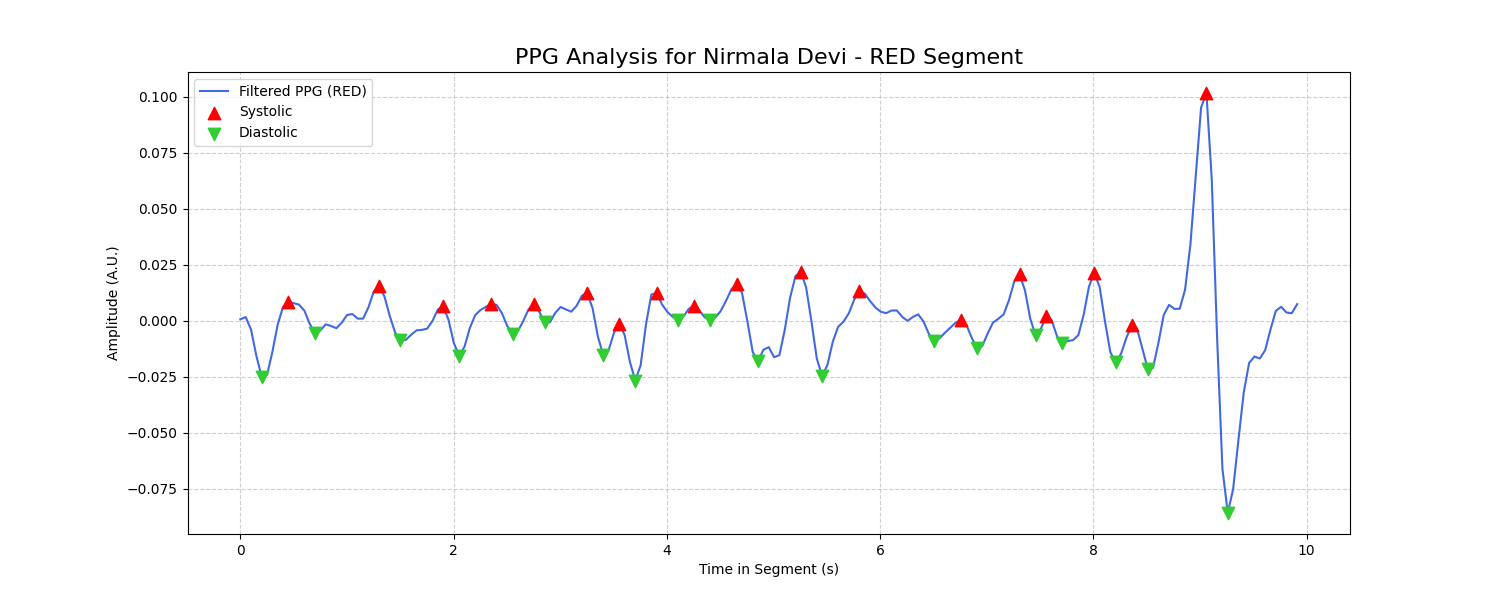 PPG Analysis for Nirmala Devi - RED Segment
Filtered PPG (RED)
Systolic
Diastolic
Amplitude (A.U.)
0.100
0.075
0.050
0.025
0.000
−0.025
−0.050
−0.075
0 2 4 6 8 10
Time in Segment (s)